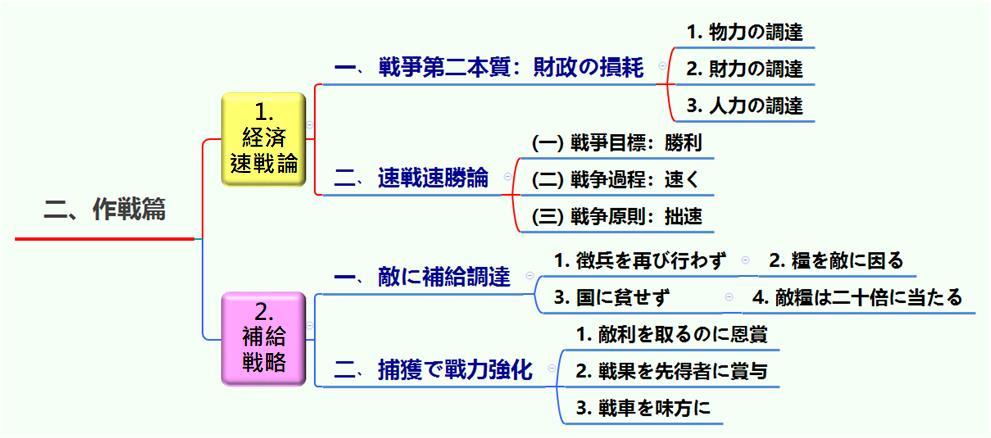 二、作戦篇
1.
経済
速戦論
一、戦爭第二本質：財政の損耗
1. 物力の調達
2. 財力の調達
3. 人力の調達
二、速戦速勝論
(一) 戦爭目標：勝利
(二) 戦争過程：速く
(三) 戦争原則：拙速
2.
補給
戦略
一、敵に補給調達
1. 徴兵を再び行わず
2. 糧を敵に因る
3. 国に貧せず
4. 敵糧は二十倍に当たる
二、捕獲で戰力強化
1. 敵利を取るのに恩賞
2. 戦果を先得者に賞与
3. 戦車を味方に